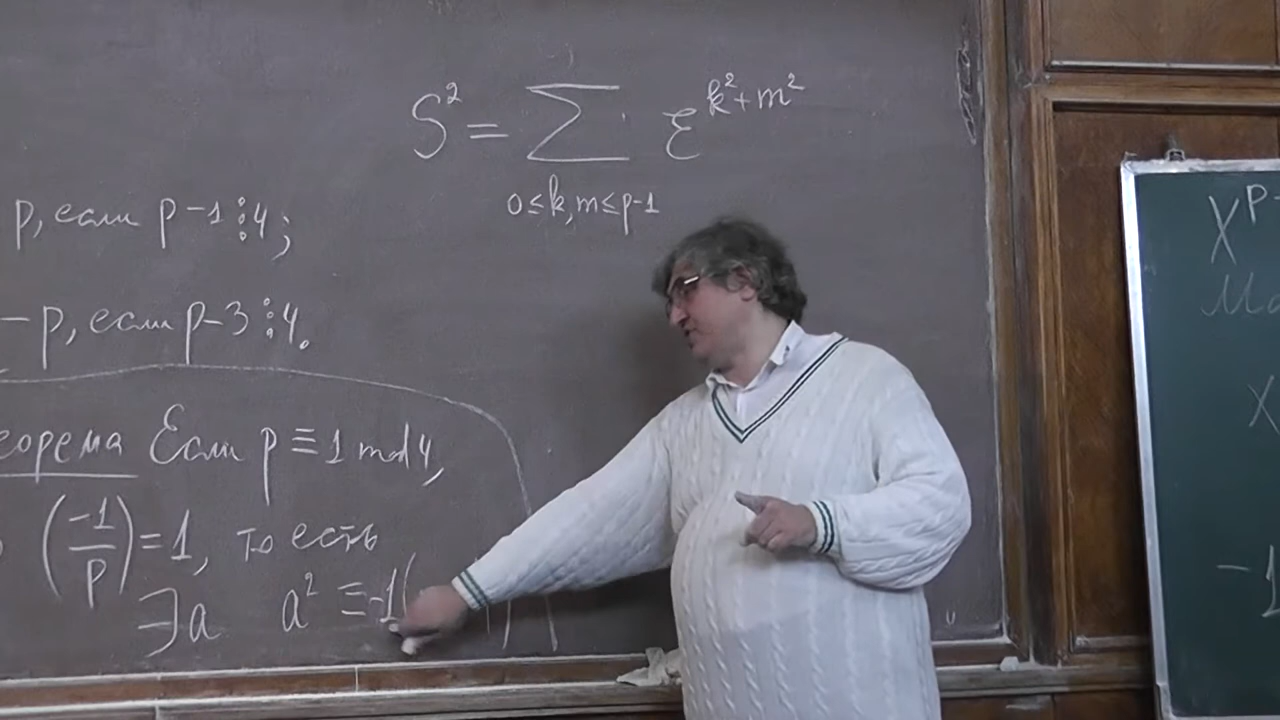 S² = ∑ ε^{k²+m²}
0≤k,m≤p-1
p, если p-1⋮4;
-p, если p-3⋮4.
Если p ≡ 1 mod 4,
(-1/p)=1, то есть
∃a a² ≡ -1(
X^{P-
X
-1